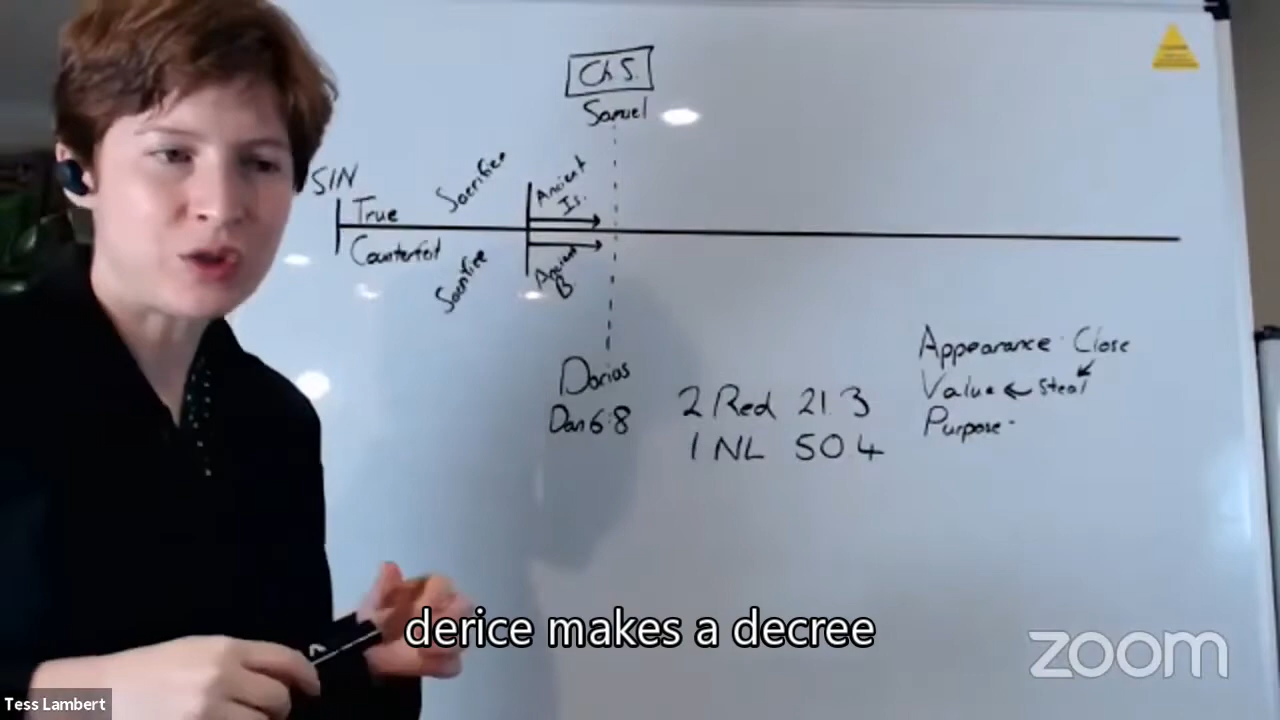 Ch 5.
Samuel
SIN
True
Sacrifice
Ancient
Is.
Counterfeit
Sacrifice
Ancient
B.
Darius
Dan 6:8
2 Red 21.3
1 NL 50 4
Appearance: Close
Value ← steal
Purpose-
derice makes a decree
zoom
Tess Lambert